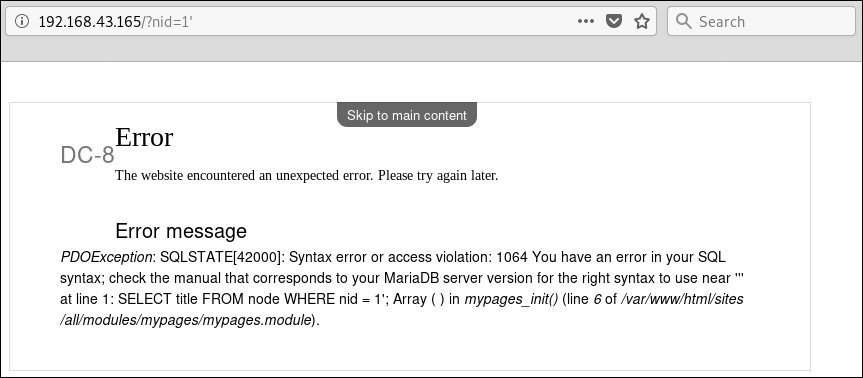 192.168.43.165/?nid=1'
Search
Skip to main content
Error
DC-8
The website encountered an unexpected error. Please try again later.
Error message
PDOException: SQLSTATE[42000]: Syntax error or access violation: 1064 You have an error in your SQL
syntax; check the manual that corresponds to your MariaDB server version for the right syntax to use near '''
at line 1: SELECT title FROM node WHERE nid = 1'; Array ( ) in mypages_init() (line 6 of /var/www/html/sites
/all/modules/mypages/mypages.module).